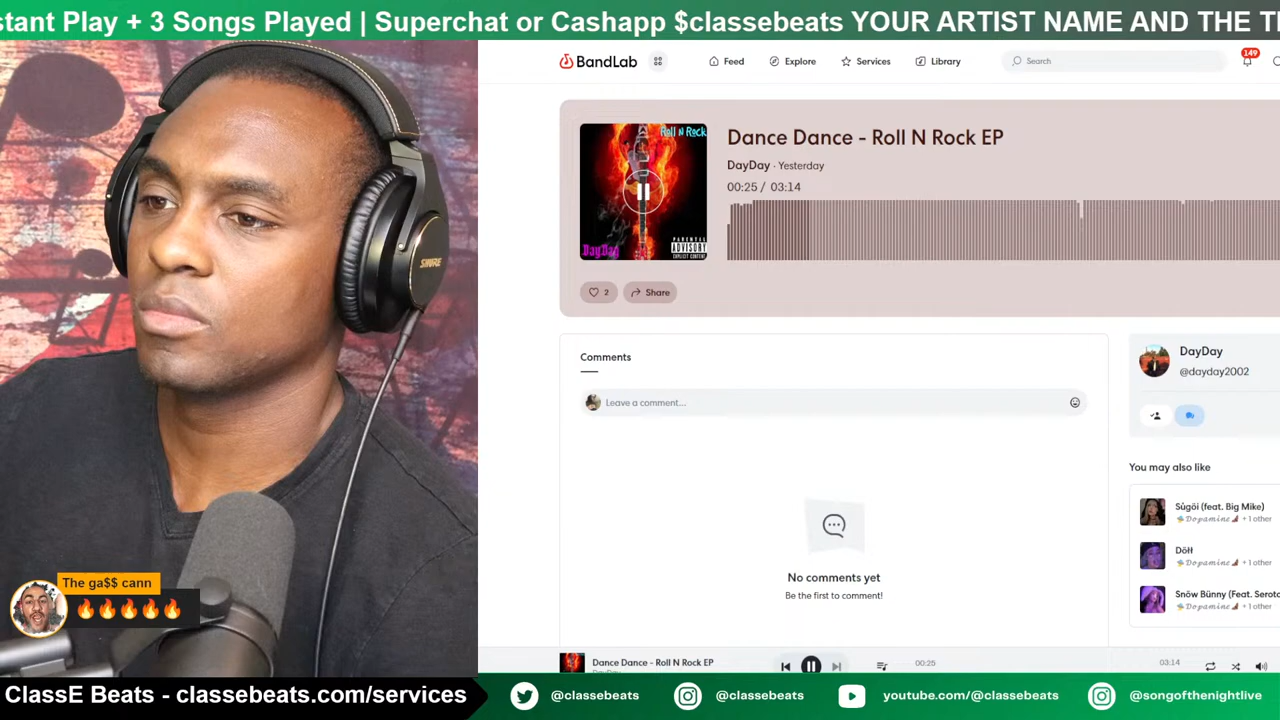 stant Play + 3 Songs Played | Superchat or Cashapp $classebeats YOUR ARTIST NAME AND THE TI
BandLab
Feed
Explore
Services
Library
Search
149
Roll N Rock
DayDay
PARENTAL
ADVISORY
EXPLICIT CONTENT
Dance Dance - Roll N Rock EP
DayDay · Yesterday
00:25 / 03:14
2
Share
Comments
Leave a comment...
No comments yet
Be the first to comment!
DayDay
@dayday2002
You may also like
Sůgöi (feat. Big Mike)
𝓓𝓸𝓹𝓪𝓶𝓲𝓷𝓮 + 1 other
Döłł
𝓓𝓸𝓹𝓪𝓶𝓲𝓷𝓮 + 1 other
Snöw Bünny (Feat. Seroto
𝓓𝓸𝓹𝓪𝓶𝓲𝓷𝓮 + 1 other
SHURE
The ga$$ cann
🔥🔥🔥🔥🔥
Dance Dance - Roll N Rock EP
DayDay
00:25
03:14
ClassE Beats - classebeats.com/services
@classebeats
@classebeats
youtube.com/@classebeats
@songofthenightlive